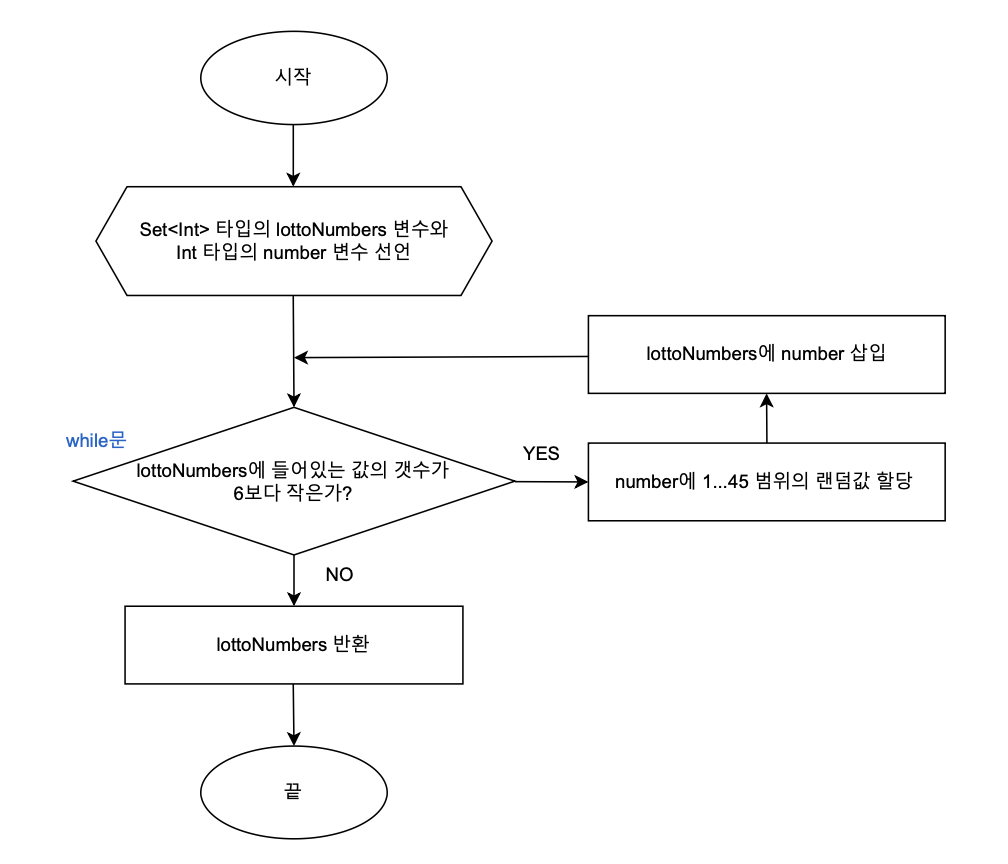 시작
Set<Int> 타입의 lottoNumbers 변수와
Int 타입의 number 변수 선언
lottoNumbers에 number 삽입
while문
lottoNumbers에 들어있는 값의 갯수가
6보다 작은가?
YES
number에 1...45 범위의 랜덤값 할당
NO
lottoNumbers 반환
끝